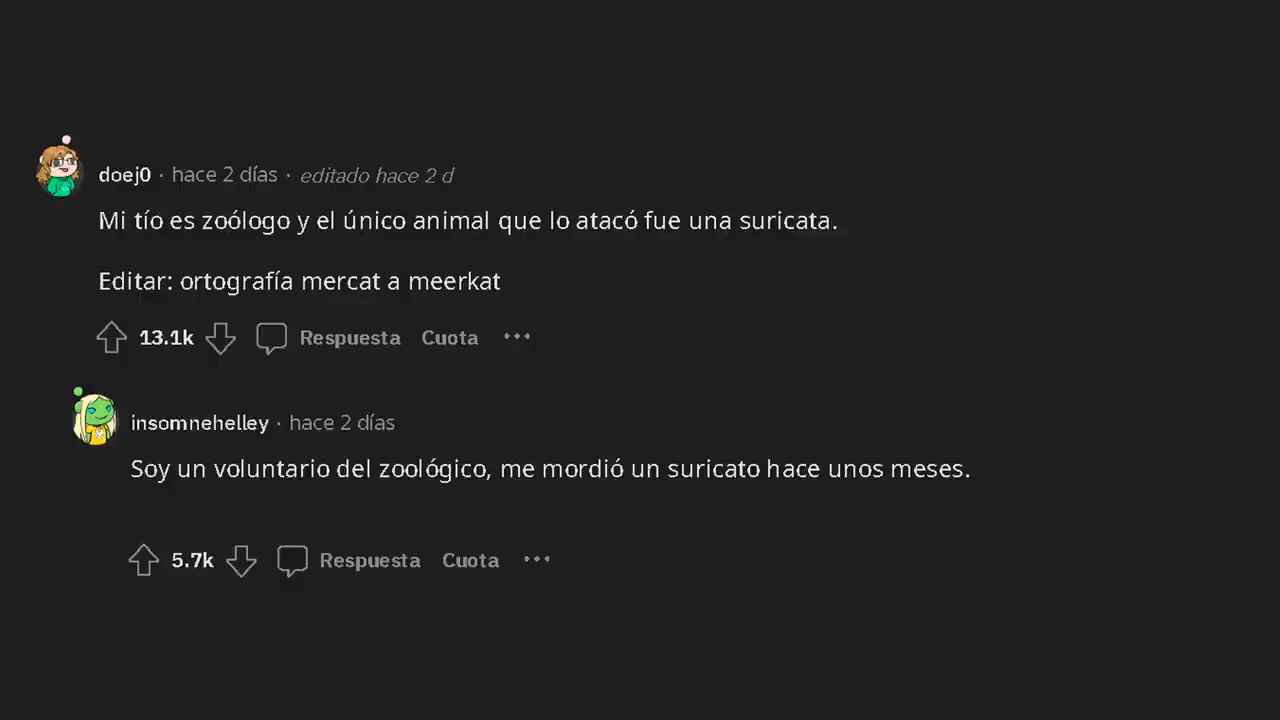 doej0 · hace 2 días · editado hace 2 d
Mi tío es zoólogo y el único animal que lo atacó fue una suricata.
Editar: ortografía mercat a meerkat
13.1k Respuesta Cuota ···
insomnehelley · hace 2 días
Soy un voluntario del zoológico, me mordió un suricato hace unos meses.
5.7k Respuesta Cuota ···